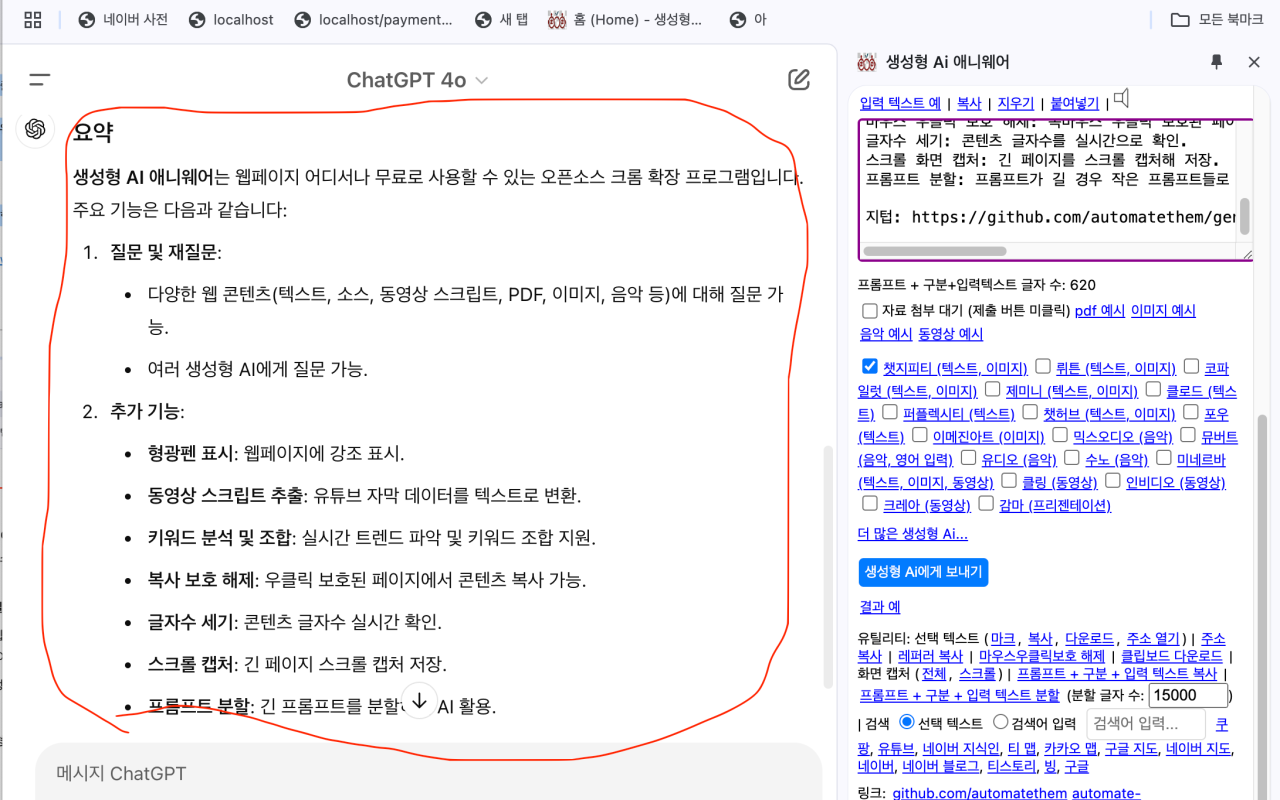 네이버 사전 localhost localhost/payment... 새 탭 홈 (Home) - 생성형... 아 모든 북마크
ChatGPT 4o
요약
생성형 AI 애니웨어는 웹페이지 어디서나 무료로 사용할 수 있는 오픈소스 크롬 확장 프로그램입니다.
주요 기능은 다음과 같습니다:
1. 질문 및 재질문:
• 다양한 웹 콘텐츠(텍스트, 소스, 동영상 스크립트, PDF, 이미지, 음악 등)에 대해 질문 가
능.
• 여러 생성형 AI에게 질문 가능.
2. 추가 기능:
• 형광펜 표시: 웹페이지에 강조 표시.
• 동영상 스크립트 추출: 유튜브 자막 데이터를 텍스트로 변환.
• 키워드 분석 및 조합: 실시간 트렌드 파악 및 키워드 조합 지원.
• 복사 보호 해제: 우클릭 보호된 페이지에서 콘텐츠 복사 가능.
• 글자수 세기: 콘텐츠 글자수 실시간 확인.
• 스크롤 캡처: 긴 페이지 스크롤 캡처 저장.
• 프롬프트 분할: 긴 프롬프트를 분할 AI 활용.
메시지 ChatGPT
생성형 Ai 애니웨어
입력 텍스트 예 | 복사 | 지우기 | 붙여넣기 |
마우스 우클릭 보호 해제:
글자수 세기: 콘텐츠 글자수를 실시간으로 확인.
스크롤 화면 캡처: 긴 페이지를 스크롤 캡처해 저장.
프롬프트 분할: 프롬프트가 길 경우 작은 프롬프트들로
지텁: https://github.com/automatethem/ge
프롬프트 + 구분+입력텍스트 글자 수: 620
자료 첨부 대기 (제출 버튼 미클릭) pdf 예시 이미지 예시
음악 예시 동영상 예시
챗지피티 (텍스트, 이미지) 뤼튼 (텍스트, 이미지) 코파
일럿 (텍스트, 이미지) 제미니 (텍스트, 이미지) 클로드 (텍스
트) 퍼플렉시티 (텍스트) 챗허브 (텍스트, 이미지) 포우
(텍스트) 이메진아트 (이미지) 믹스오디오 (음악) 뮤버트
(음악, 영어 입력) 유디오 (음악) 수노 (음악) 미네르바
(텍스트, 이미지, 동영상) 클링 (동영상) 인비디오 (동영상)
크레아 (동영상) 감마 (프리젠테이션)
더 많은 생성형 Ai...
생성형 Ai에게 보내기
결과 예
유틸리티: 선택 텍스트 (마크, 복사, 다운로드, 주소 열기) | 주소
복사 | 레퍼러 복사 | 마우스우클릭보호 해제 | 클립보드 다운로드 |
화면 캡처 (전체, 스크롤) | 프롬프트 + 구분 + 입력 텍스트 복사 |
프롬프트 + 구분 + 입력 텍스트 분할 (분할 글자 수: 15000)
| 검색 선택 텍스트 검색어 입력 검색어 입력... 쿠
팡, 유튜브, 네이버 지식인, 티 맵, 카카오 맵, 구글 지도, 네이버 지도,
네이버, 네이버 블로그, 티스토리, 빙, 구글
링크: github.com/automatethem automate-